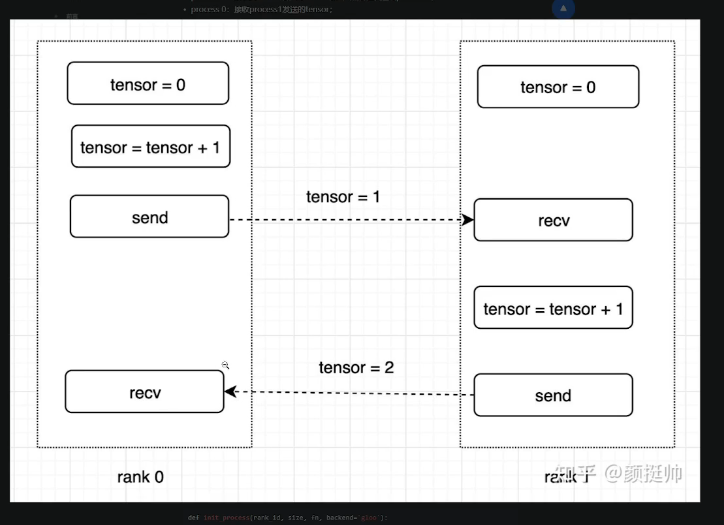 • process 0：接收process1发送的tensor；
tensor = 0
tensor = tensor + 1
send
recv
rank 0
tensor = 1
tensor = 2
tensor = 0
recv
tensor = tensor + 1
send
rank 1
知乎 @颜挺帅
def init_process(rank_id, size, fn, backend='gloo'):